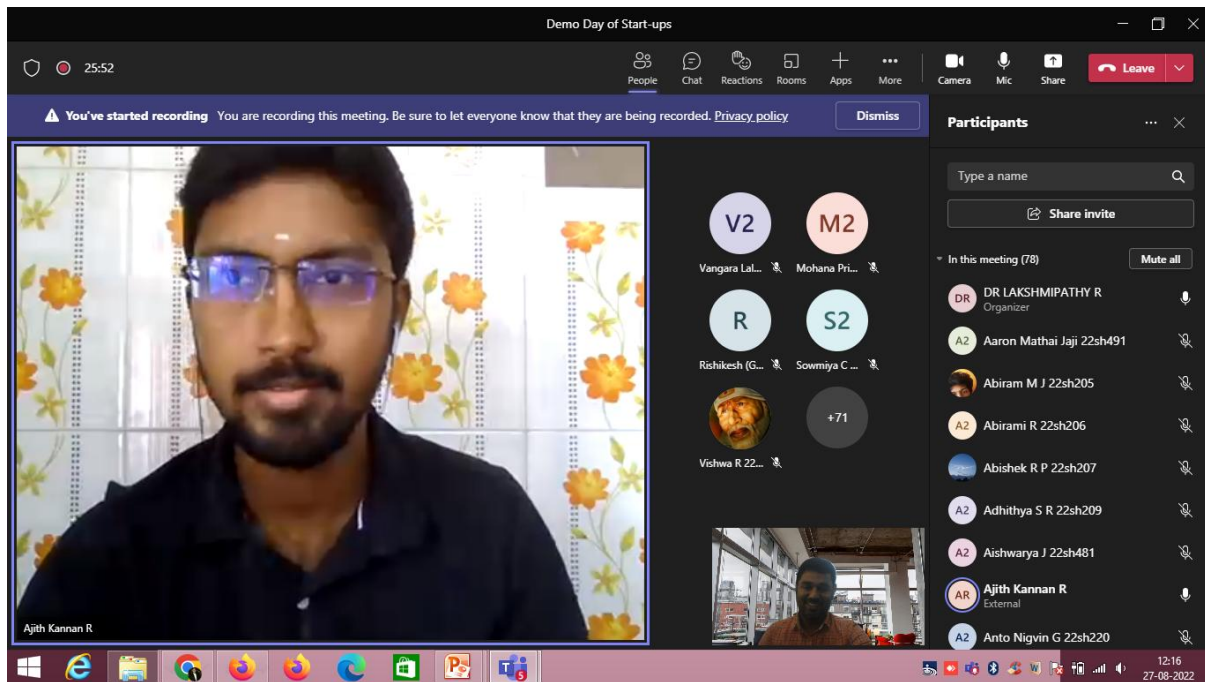 Demo Day of Start-ups
25:52
People
Chat
Reactions
Rooms
Apps
More
Camera
Mic
Share
Leave
You've started recording You are recording this meeting. Be sure to let everyone know that they are being recorded. Privacy policy
Dismiss
Ajith Kannan R
V2
M2
Vangara Lal...
Mohana Pri...
R
S2
Rishikesh (G...
Sowmiya C ...
Vishwa R 22...
+71
Participants
Type a name
Share invite
In this meeting (78)
Mute all
DR
DR LAKSHMIPATHY R
Organizer
A2
Aaron Mathai Jaji 22sh491
Abiram M J 22sh205
A2
Abirami R 22sh206
Abishek R P 22sh207
A2
Adhithya S R 22sh209
A2
Aishwarya J 22sh481
AR
Ajith Kannan R
External
A2
Anto Nigvin G 22sh220
12:16
27-08-2022